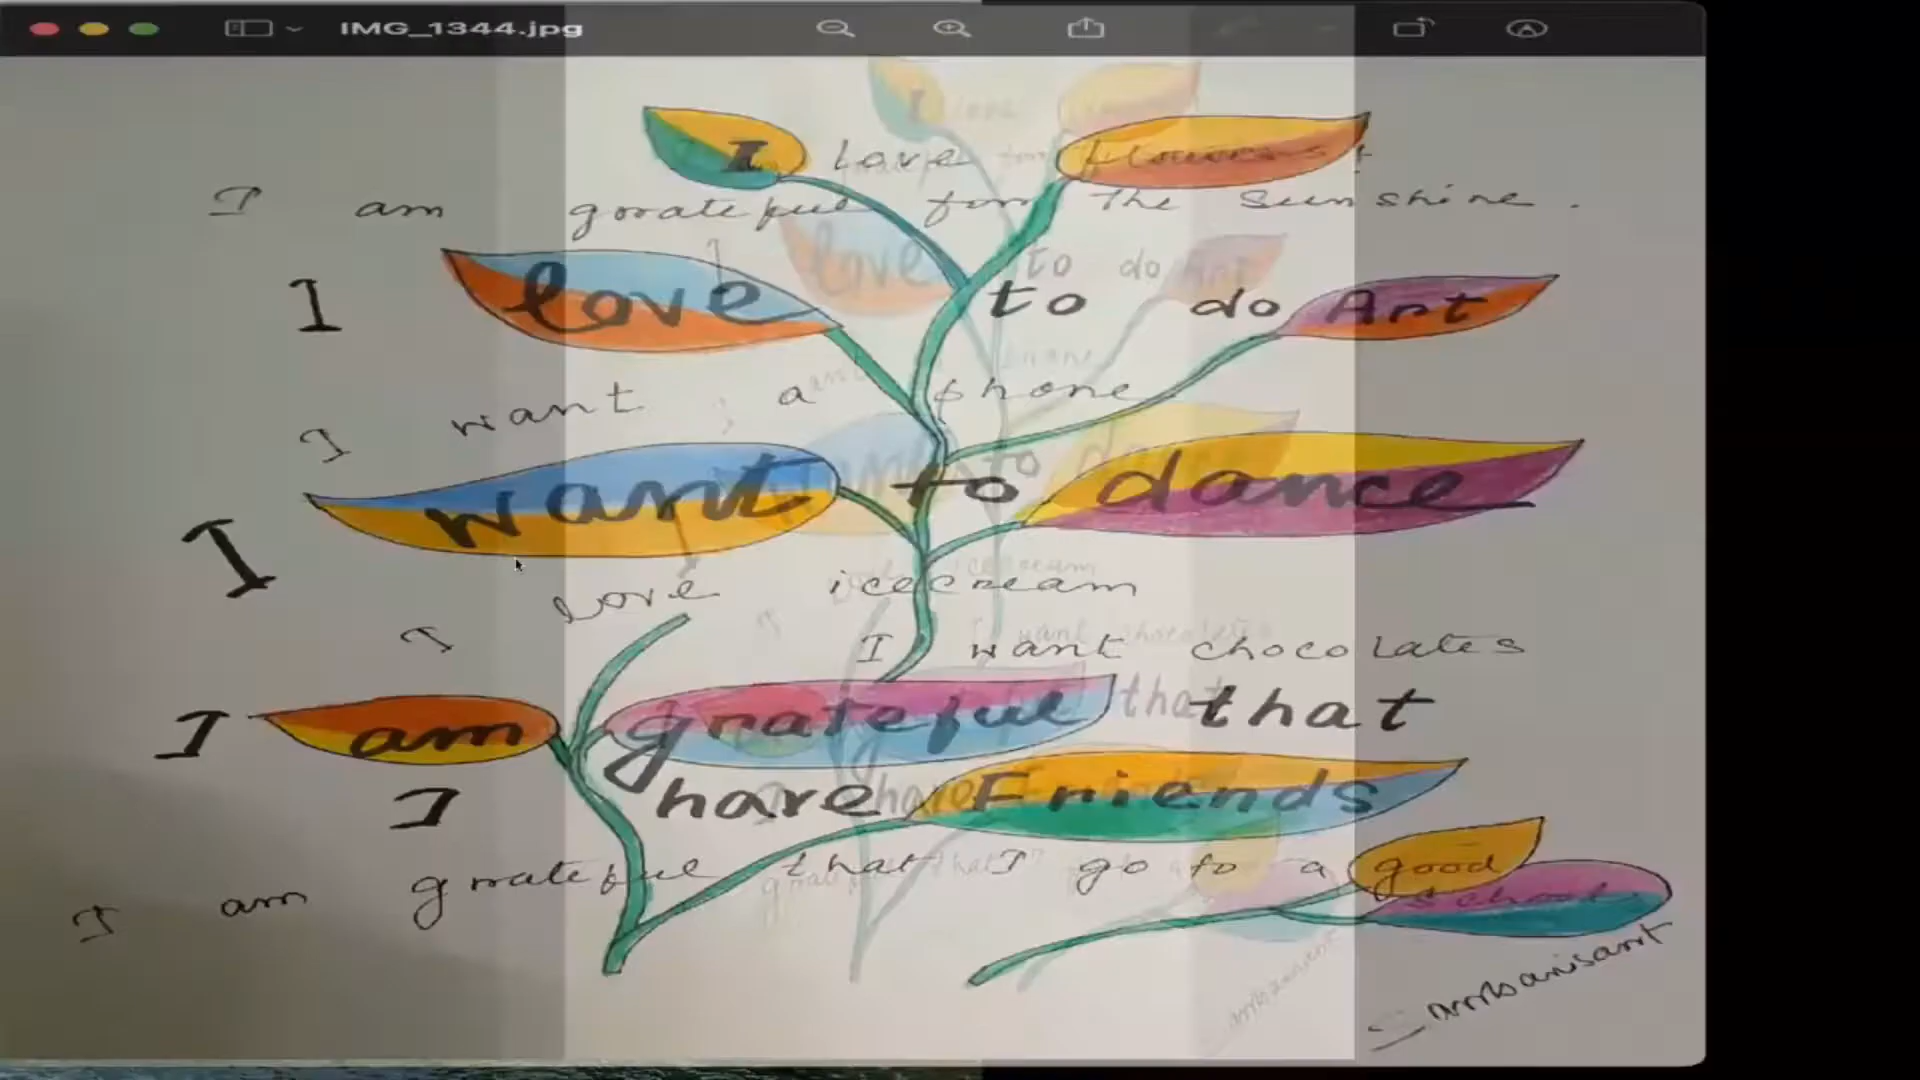 IMG_1344.jpg
I love flowers!
I am grateful for the sunshine.
I love to do Art
I want a phone
I want to dance
I love icecream
I want chocolates
I am grateful that
I have Friends
I am grateful that I go to a good
school